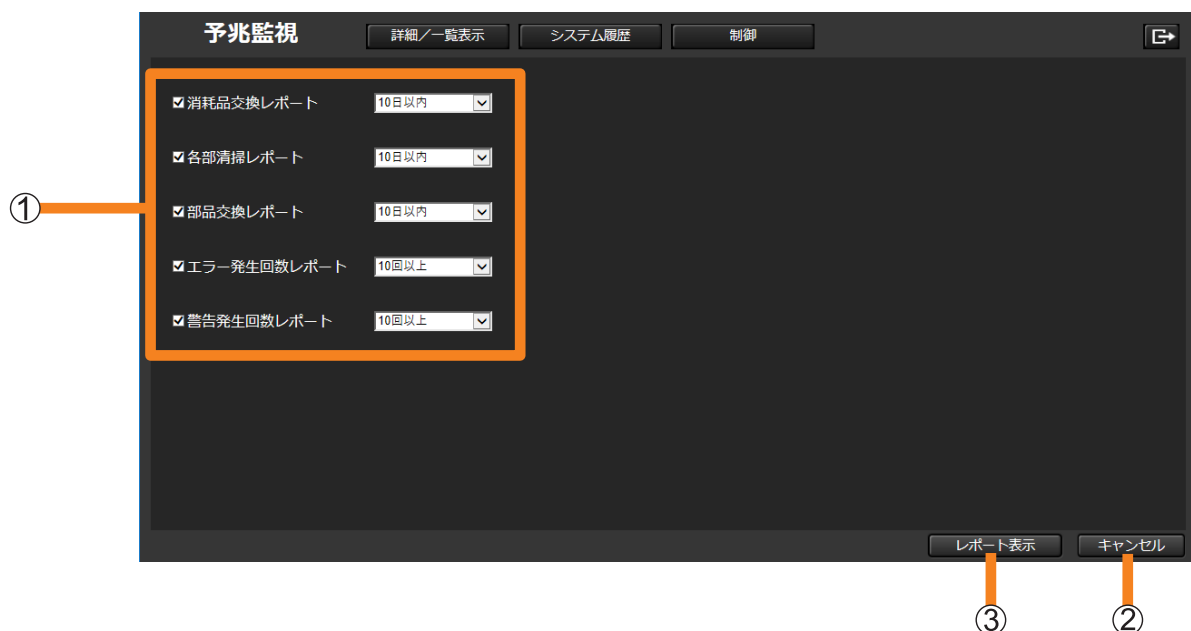 予兆監視 詳細／一覧表示 システム履歴 制御
消耗品交換レポート 10日以内
各部清掃レポート 10日以内
① 部品交換レポート 10日以内
エラー発生回数レポート 10回以上
警告発生回数レポート 10回以上
レポート表示 キャンセル
③ ②